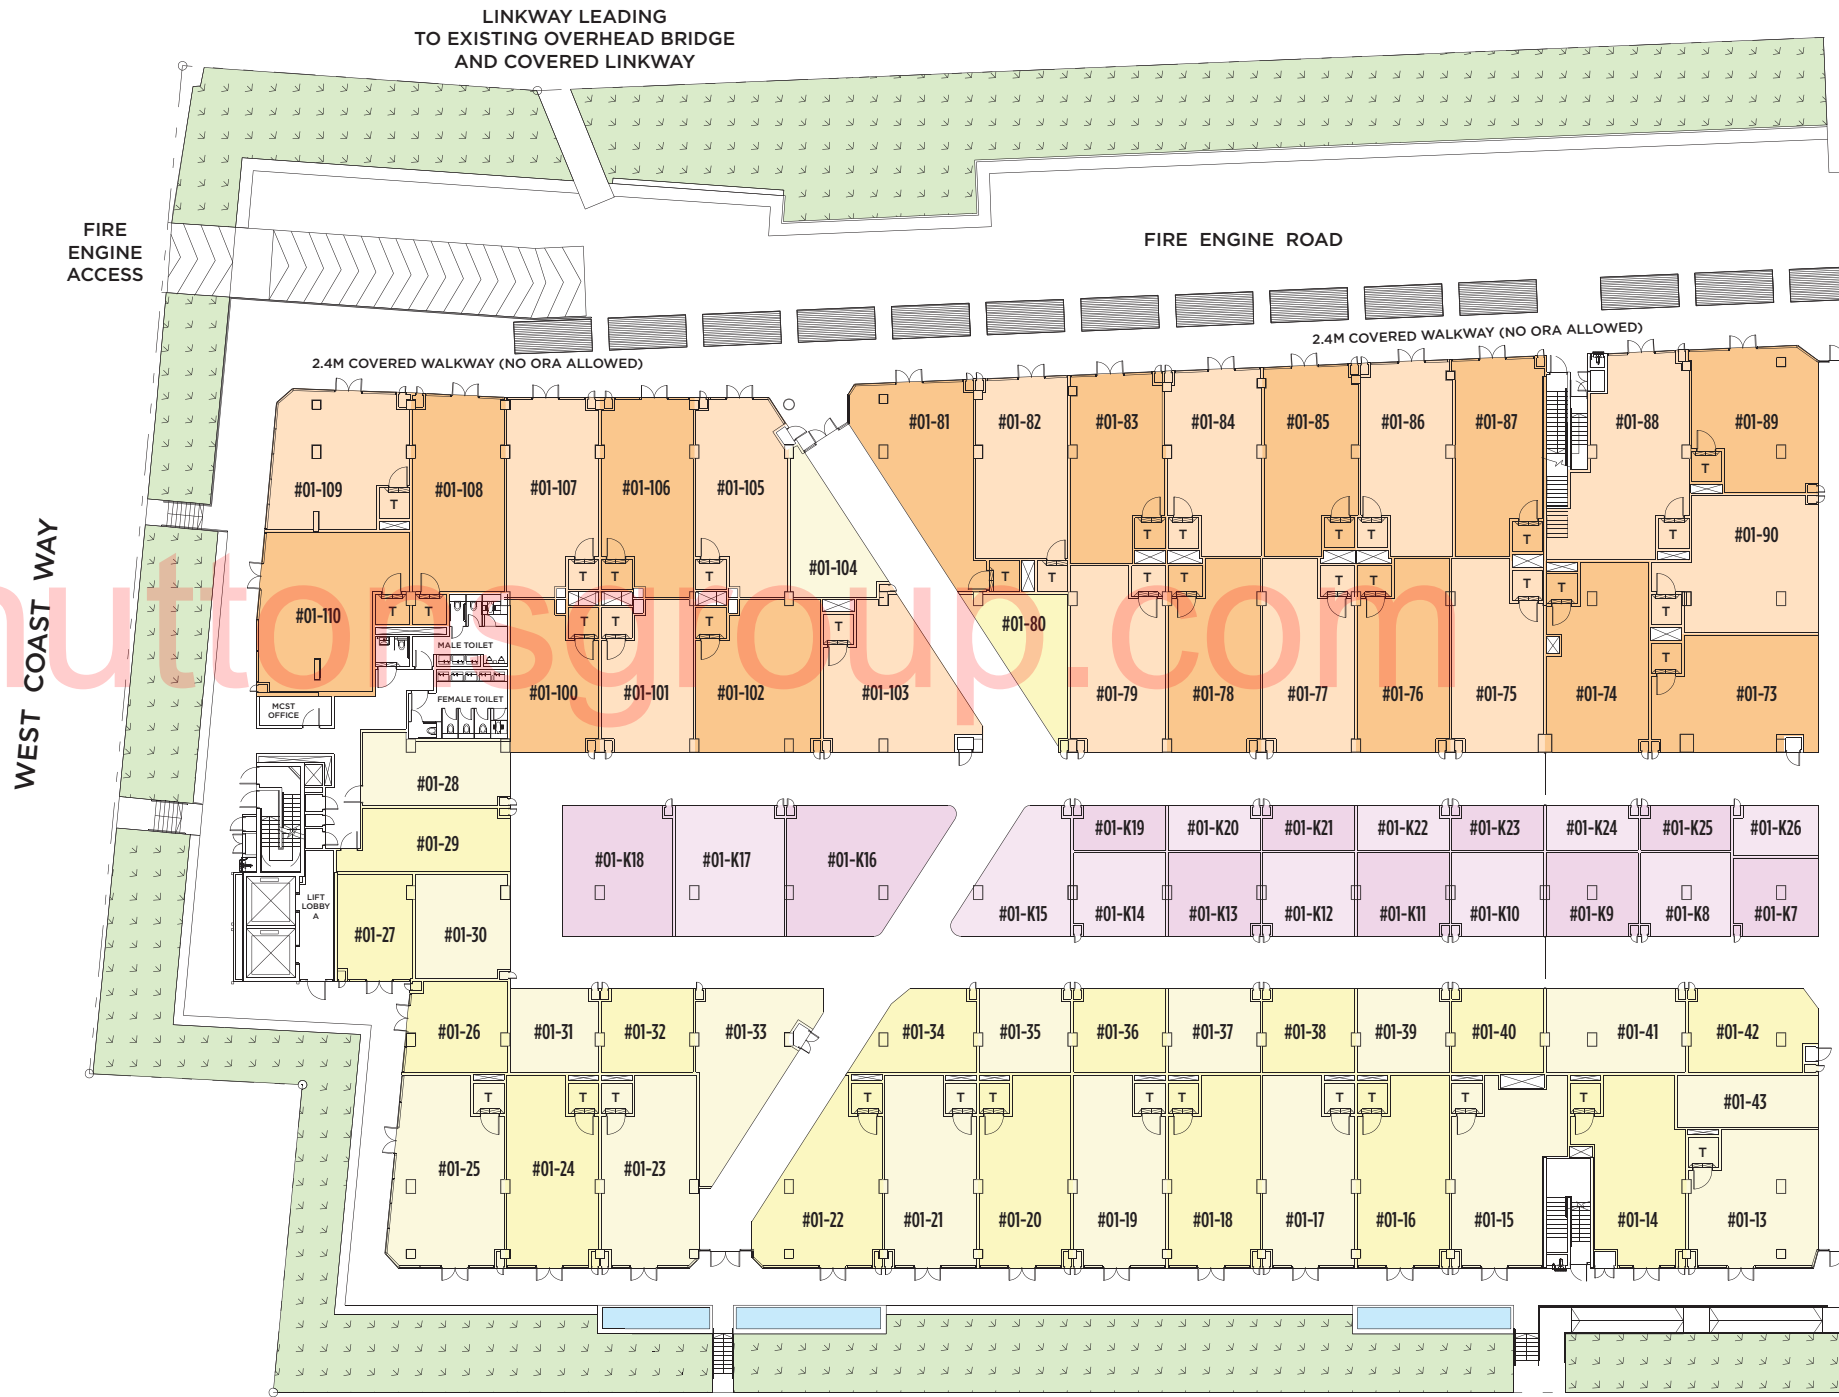 LINKWAY LEADING
TO EXISTING OVERHEAD BRIDGE
AND COVERED LINKWAY
FIRE
ENGINE
ACCESS
FIRE ENGINE ROAD
2.4M COVERED WALKWAY (NO ORA ALLOWED)
2.4M COVERED WALKWAY (NO ORA ALLOWED)
WEST COAST WAY
#01-81 #01-82 #01-83 #01-84 #01-85 #01-86 #01-87 #01-88 #01-89
T
#01-109 #01-108 #01-107 #01-106 #01-105
T
T T T T T T
#01-90
#01-104
T T T T T
T T T T T T T
#01-110
T T T T T T
#01-80
T
MALE TOILET
T
FEMALE TOILET
#01-100 #01-101 #01-102 #01-103 #01-79 #01-78 #01-77 #01-76 #01-75 #01-74 #01-73
MCST
OFFICE
huttonsgroup.com
#01-28
#01-K19 #01-K20 #01-K21 #01-K22 #01-K23 #01-K24 #01-K25 #01-K26
#01-29
#01-K18 #01-K17 #01-K16
LIFT
LOBBY
A
#01-K15 #01-K14 #01-K13 #01-K12 #01-K11 #01-K10 #01-K9 #01-K8 #01-K7
#01-27 #01-30
#01-26 #01-31 #01-32 #01-33 #01-34 #01-35 #01-36 #01-37 #01-38 #01-39 #01-40 #01-41 #01-42
T T T T T T T T T T T T
#01-43
T
#01-25 #01-24 #01-23
#01-22 #01-21 #01-20 #01-19 #01-18 #01-17 #01-16 #01-15 #01-14 #01-13